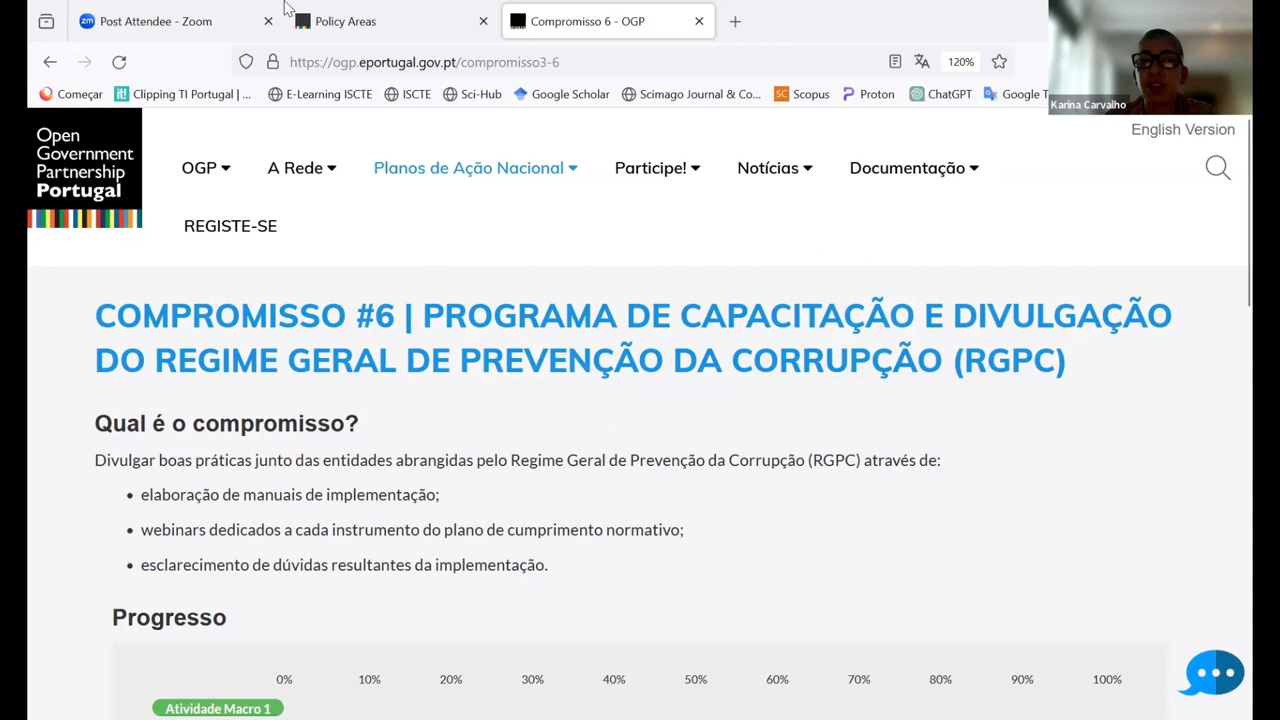 Post Attendee - Zoom
Policy Areas
Compromisso 6 - OGP
https://ogp.eportugal.gov.pt/compromisso3-6
120%
Começar
Clipping TI Portugal | ...
E-Learning ISCTE
ISCTE
Sci-Hub
Google Scholar
Scimago Journal & Co...
Scopus
Proton
ChatGPT
Google T
Karina Carvalho
English Version
Open
Government
Partnership
Portugal
OGP
A Rede
Planos de Ação Nacional
Participe!
Notícias
Documentação
REGISTE-SE
COMPROMISSO #6 | PROGRAMA DE CAPACITAÇÃO E DIVULGAÇÃO
DO REGIME GERAL DE PREVENÇÃO DA CORRUPÇÃO (RGPC)
Qual é o compromisso?
Divulgar boas práticas junto das entidades abrangidas pelo Regime Geral de Prevenção da Corrupção (RGPC) através de:
• elaboração de manuais de implementação;
• webinars dedicados a cada instrumento do plano de cumprimento normativo;
• esclarecimento de dúvidas resultantes da implementação.
Progresso
0% 10% 20% 30% 40% 50% 60% 70% 80% 90% 100%
Atividade Macro 1